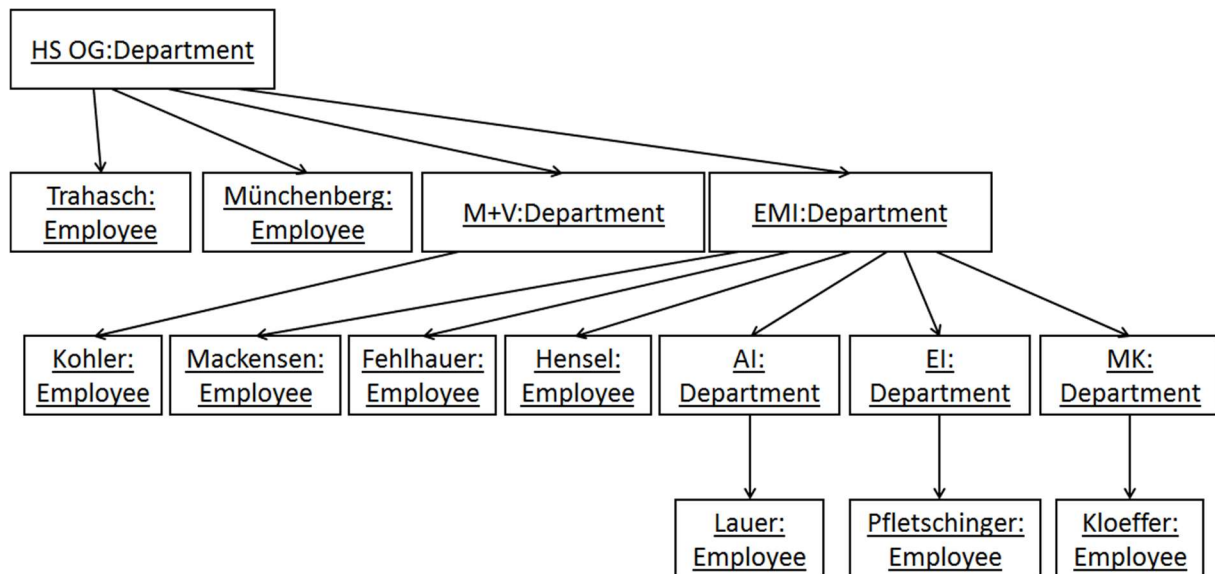 HS OG:Department
Trahasch:
Employee
Münchenberg:
Employee
M+V:Department
EMI:Department
Kohler:
Employee
Mackensen:
Employee
Fehlhauer:
Employee
Hensel:
Employee
AI:
Department
EI:
Department
MK:
Department
Lauer:
Employee
Pfletschinger:
Employee
Kloeffer:
Employee